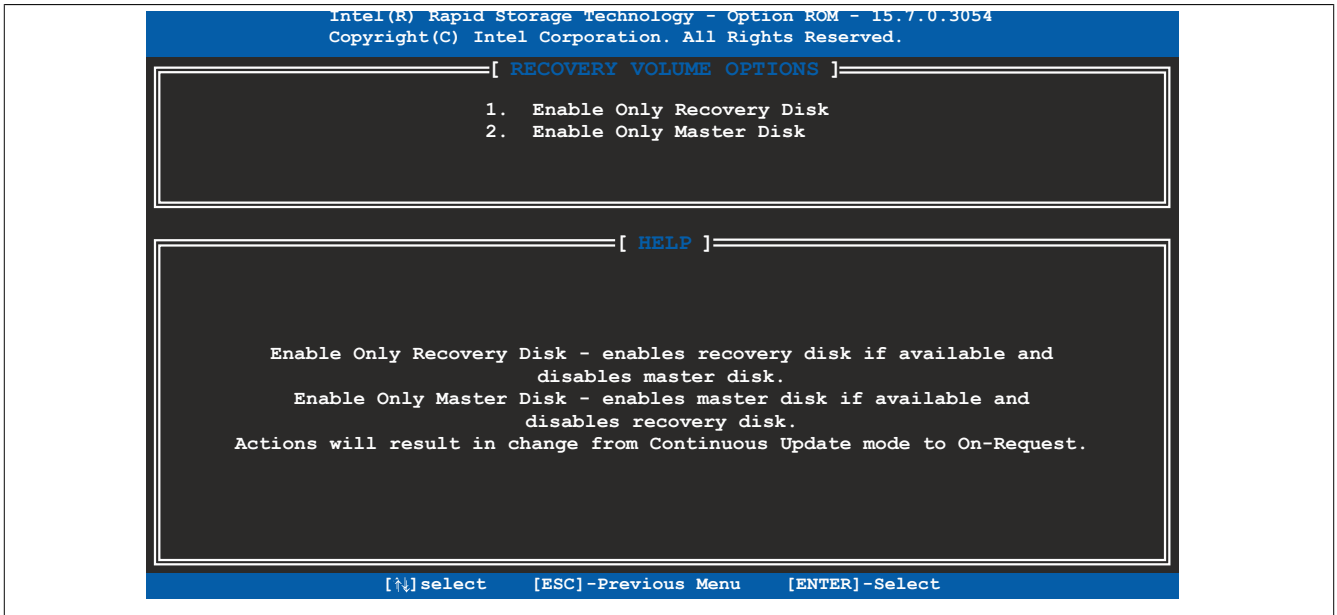 Intel(R) Rapid Storage Technology - Option ROM - 15.7.0.3054
Copyright(C) Intel Corporation. All Rights Reserved.
[ RECOVERY VOLUME OPTIONS ]
1. Enable Only Recovery Disk
2. Enable Only Master Disk
[ HELP ]
Enable Only Recovery Disk - enables recovery disk if available and
disables master disk.
Enable Only Master Disk - enables master disk if available and
disables recovery disk.
Actions will result in change from Continuous Update mode to On-Request.
[↑↓]select [ESC]-Previous Menu [ENTER]-Select